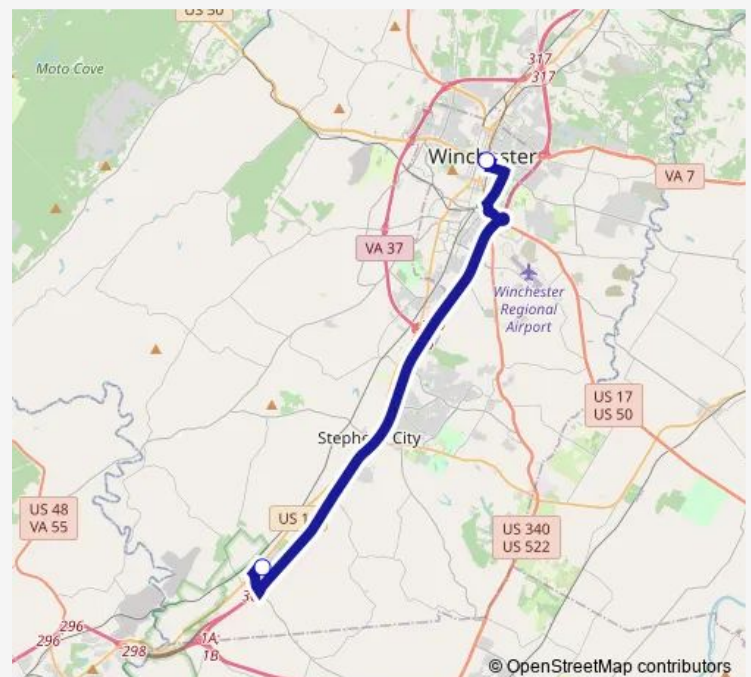 US 50
Moto Cove
317
317
Winchester
VA 7
VA 37
Winchester
Regional
Airport
US 17
US 50
Stephens City
US 48
VA 55
US 1
US 340
US 522
296
296
298
1A;
1B
© OpenStreetMap contributors